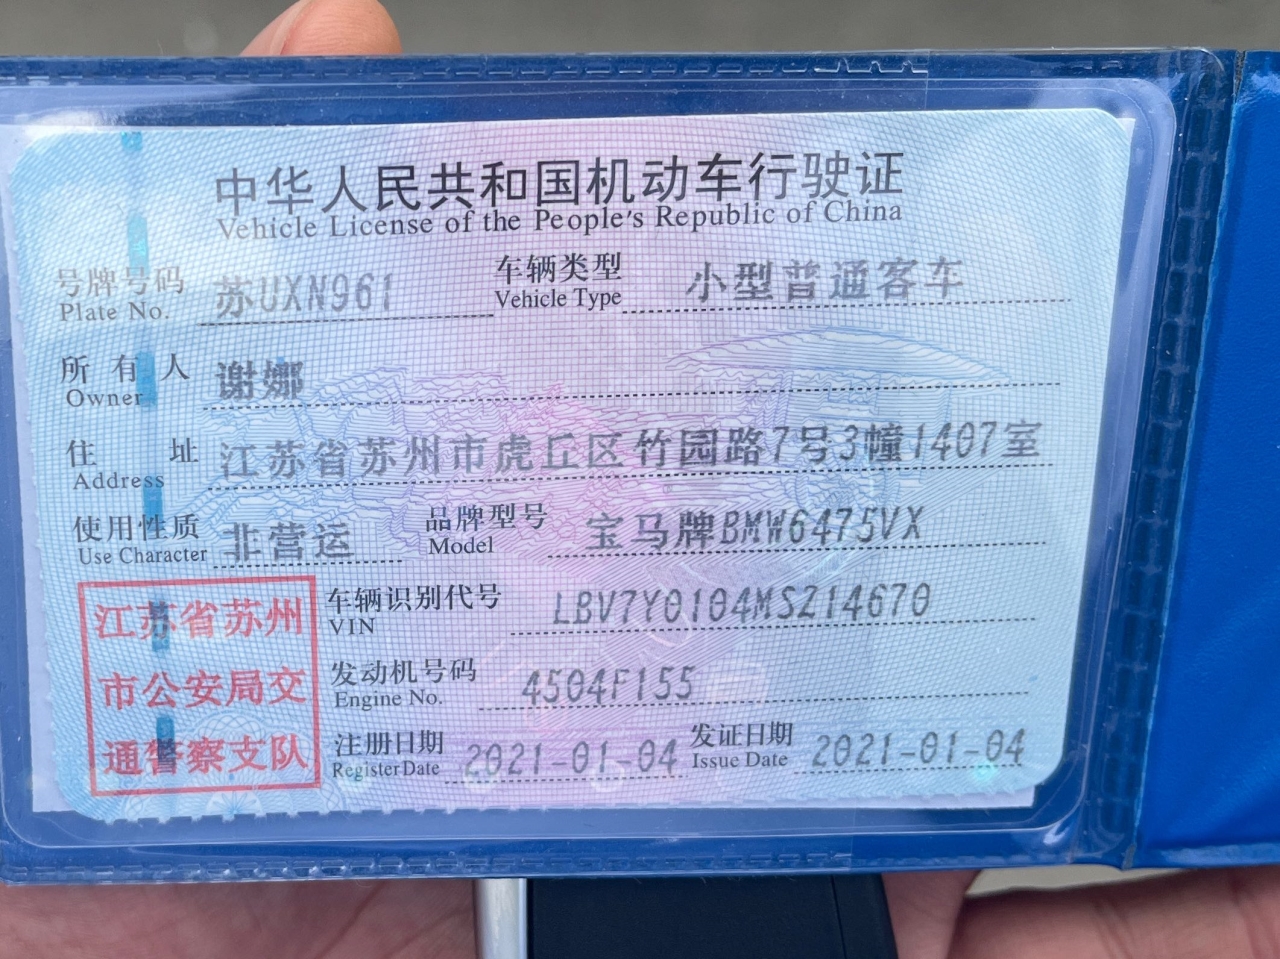 中华人民共和国机动车行驶证
Vehicle License of the People's Republic of China
号牌号码 苏UXN961 车辆类型 小型普通客车
Plate No. Vehicle Type
所有人 谢娜
Owner
住址 江苏省苏州市虎丘区竹园路7号3幢1407室
Address
使用性质 非营运 品牌型号 宝马牌BMW6475VX
Use Character Model
江苏省苏州 车辆识别代号 LBV7Y0104MSZ14670
VIN
市公安局交 发动机号码 4504F155
Engine No.
通警察支队 注册日期 2021-01-04 发证日期 2021-01-04
Register Date Issue Date